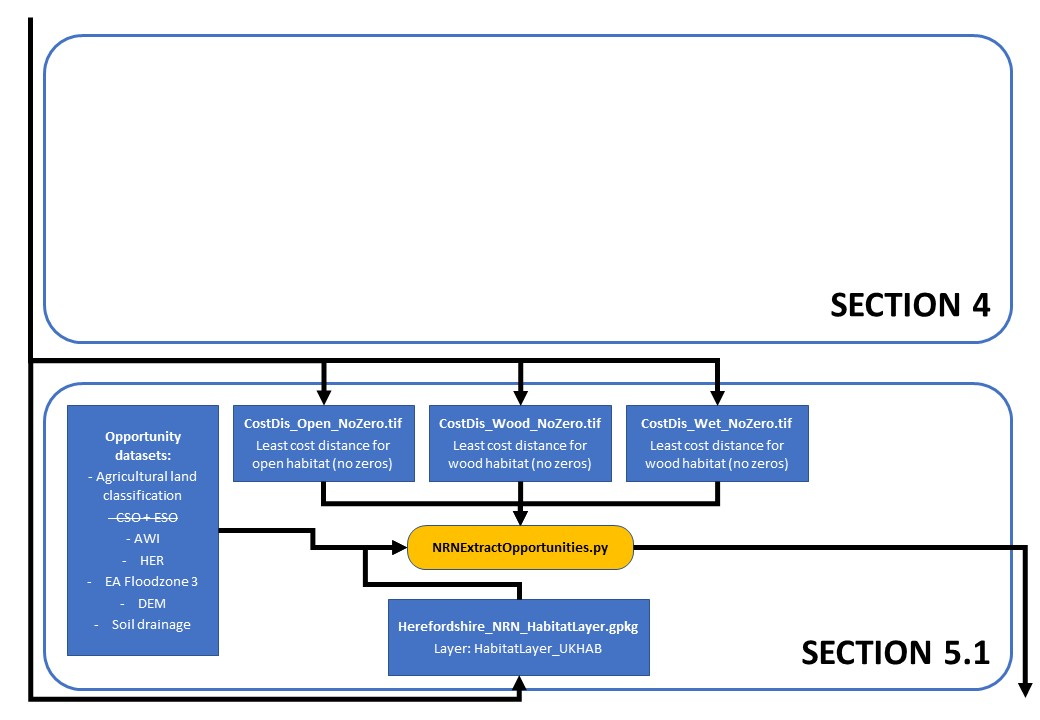 SECTION 4
Opportunity
datasets:
- Agricultural land
classification
- CSO + ESO
- AWI
- HER
- EA Floodzone 3
- DEM
- Soil drainage
CostDis_Open_NoZero.tif
Least cost distance for
open habitat (no zeros)
CostDis_Wood_NoZero.tif
Least cost distance for
wood habitat (no zeros)
CostDis_Wet_NoZero.tif
Least cost distance for
wood habitat (no zeros)
NRNExtractOpportunities.py
Herefordshire_NRN_HabitatLayer.gpkg
Layer: HabitatLayer_UKHAB
SECTION 5.1